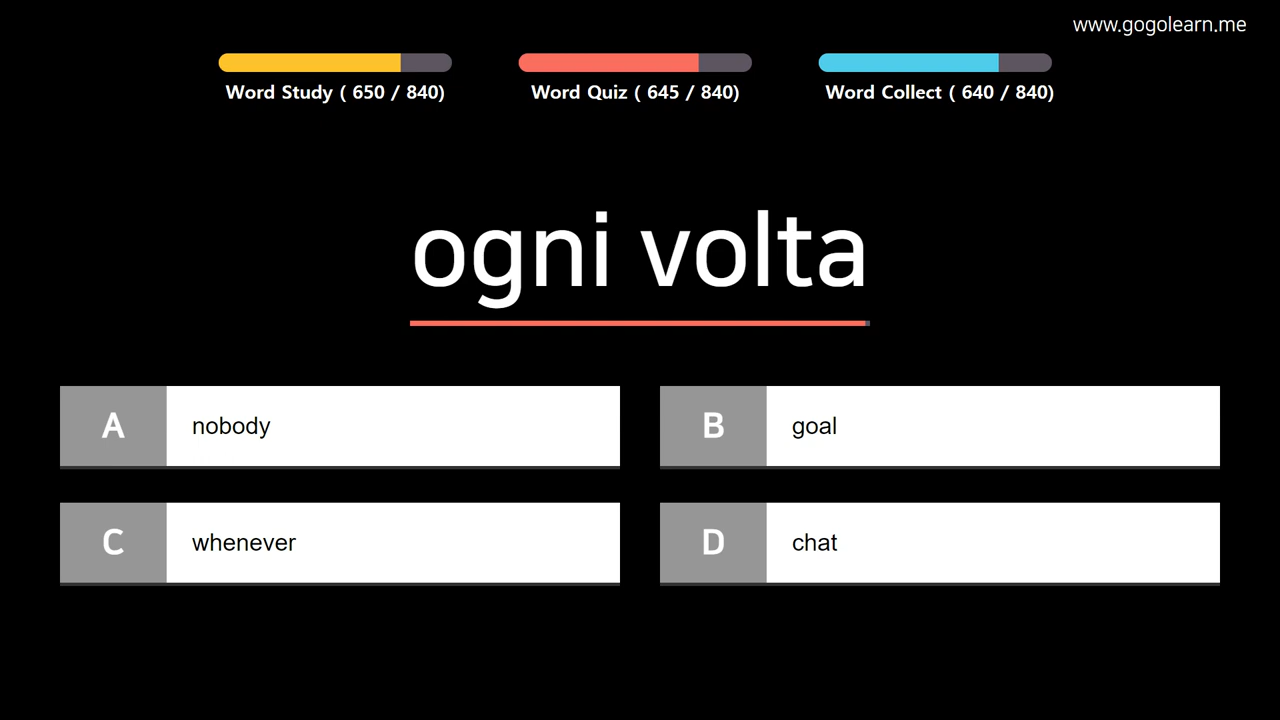 www.gogolearn.me
Word Study ( 650 / 840)
Word Quiz ( 645 / 840)
Word Collect ( 640 / 840)
ogni volta
A nobody
B goal
C whenever
D chat